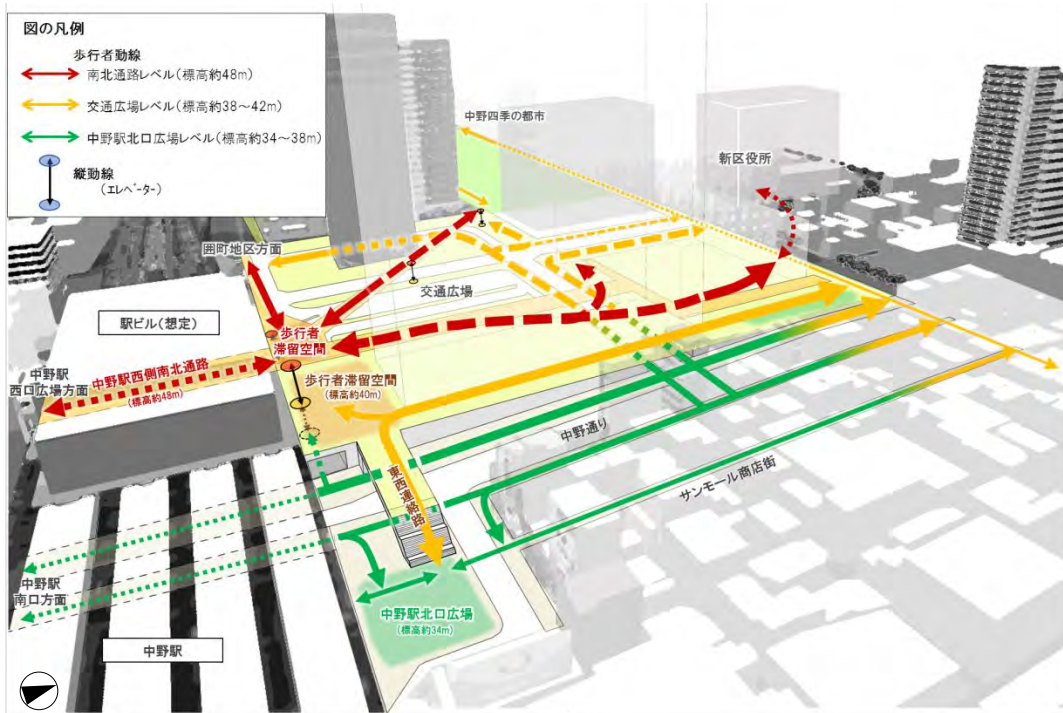 図の凡例
歩行者動線
南北通路レベル(標高約48m)
交通広場レベル(標高約38～42m)
中野駅北口広場レベル(標高約34～38m)
縦動線
(エレベーター)
中野四季の都市
新区役所
囲町地区方面
交通広場
駅ビル(想定)
歩行者
滞留空間
中野駅
西口広場方面
中野駅西側南北通路
(標高約48m)
歩行者滞留空間
(標高約40m)
中野通り
東西連絡路
サンモール商店街
中野駅
南口方面
中野駅北口広場
(標高約34m)
中野駅